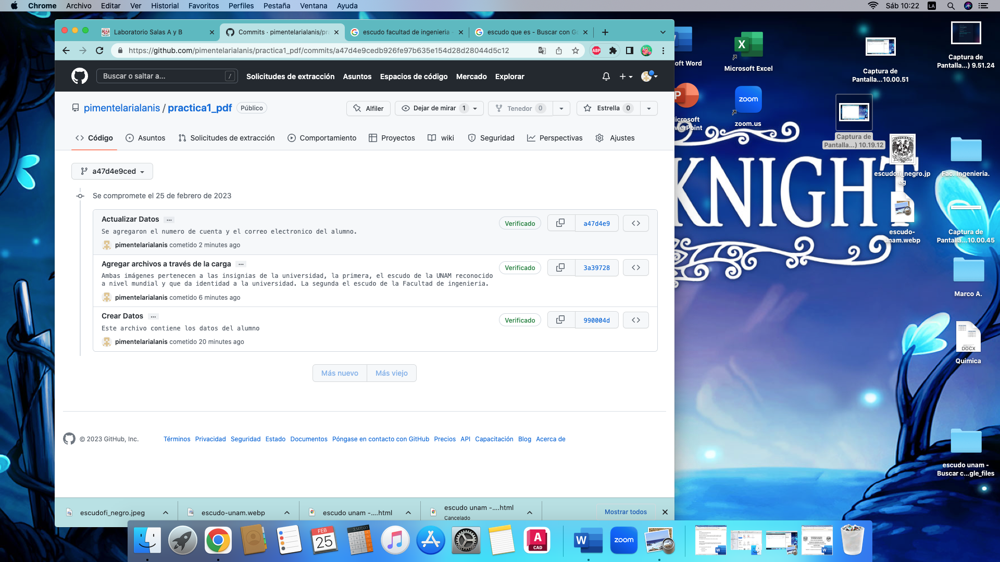 Chrome Archivo Editar Ver Historial Favoritos Perfiles Pestaña Ventana Ayuda
LA Sáb 10:22
Laboratorio Salas A y B
Commits · pimentelarialanis/pr
escudo facultad de ingenieria -
escudo que es - Buscar con Go
https://github.com/pimentelarialanis/practica1_pdf/commits/a47d4e9cedb926fe97b635e154d28d28044d5c12
ABP
Buscar o saltar a... /
Solicitudes de extracción Asuntos Espacios de código Mercado Explorar
pimentelarialanis / practica1_pdf Público
Alfiler Dejar de mirar 1 Tenedor 0 Estrella 0
Código Asuntos Solicitudes de extracción Comportamiento Proyectos wiki Seguridad Perspectivas Ajustes
a47d4e9ced
Se compromete el 25 de febrero de 2023
Actualizar Datos ...
Se agregaron el numero de cuenta y el correo electronico del alumno.
pimentelarialanis cometido 2 minutes ago
Verificado a47d4e9
Agregar archivos a través de la carga ...
Ambas imágenes pertenecen a las insignias de la universidad, la primera, el escudo de la UNAM reconocido
a nivel mundial y que da identidad a la universidad. La segunda el escudo de la Facultad de ingenieria.
pimentelarialanis cometido 6 minutes ago
Verificado 3a39728
Crear Datos ...
Este archivo contiene los datos del alumno
pimentelarialanis cometido 20 minutes ago
Verificado 990004d
Más nuevo Más viejo
© 2023 GitHub, Inc.
Términos Privacidad Seguridad Estado Documentos Póngase en contacto con GitHub Precios API Capacitación Blog Acerca de
escudofi_negro.jpeg
escudo-unam.webp
escudo unam -....html
escudo unam -....html
Cancelado
Mostrar todos
oft Word
X
Microsoft Excel
Captura de
Pantalla...10.00.51
Captura de
Pantalla...) 9.51.24
P
icrosoft
werPoint
zoom
zoom.us
Captura de
Pantalla...) 10.19.12
INGENIERIA
escudofi_negro.jp
eg
Fac. Ingenieria.
KNIGHT
escudo-
unam.webp
Captura de
Pantalla...10.00.45
Marco A.
DOCX
Quimica
escudo unam -
Buscar c...gle_files
FEB
25
3.141593
A
CAD
W
zoom
W
W